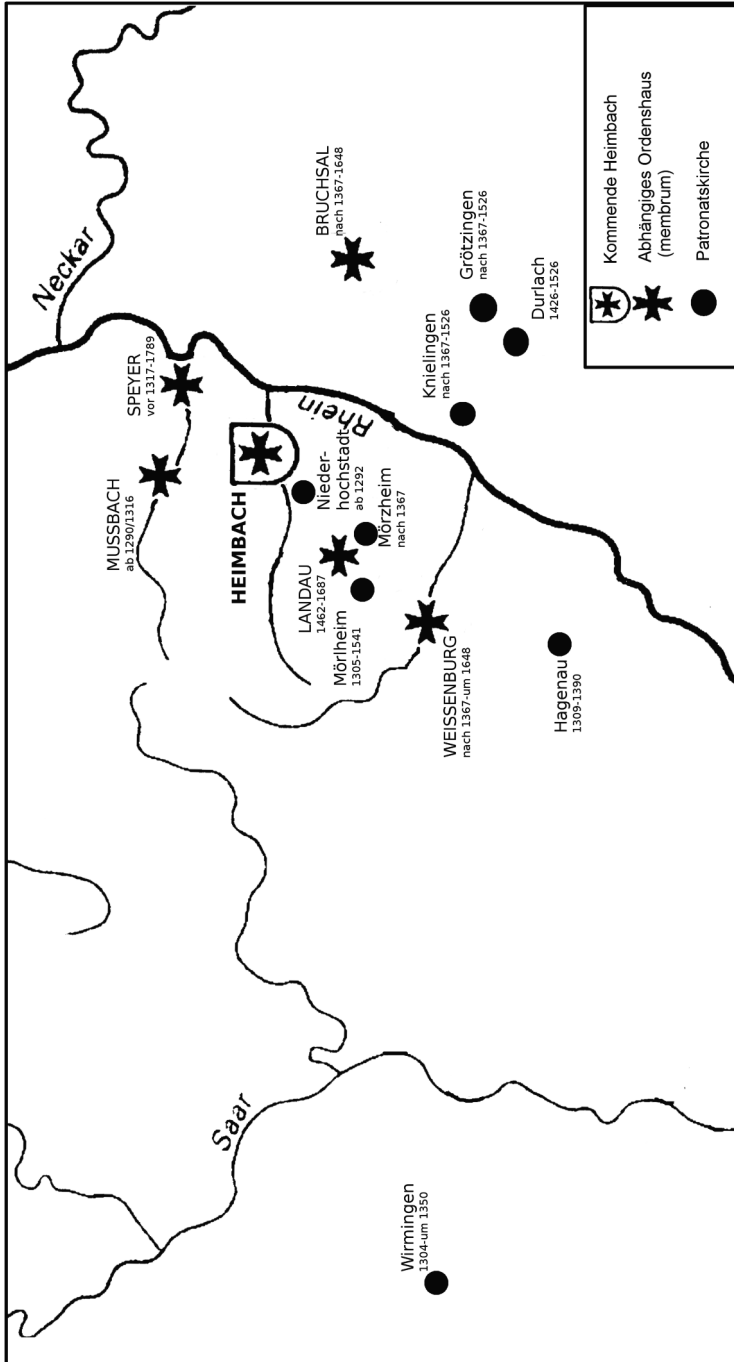 Neckar
MUSSBACH
ab 1290/1316
SPEYER
vor 1317-1789
Saar
HEIMBACH
LANDAU
1462-1687
Nieder-
hochstadt
ab 1292
Rhein
BRUCHSAL
nach 1367-1648
Mörlheim
1305-1541
Mörzheim
nach 1367
Wirmingen
1304-um 1350
Knielingen
nach 1367-1526
WEISSENBURG
nach 1367-um 1648
Grötzingen
nach 1367-1526
Durlach
1426-1526
Hagenau
1309-1390
Kommende Heimbach
Abhängiges Ordenshaus
(membrum)
Patronatskirche